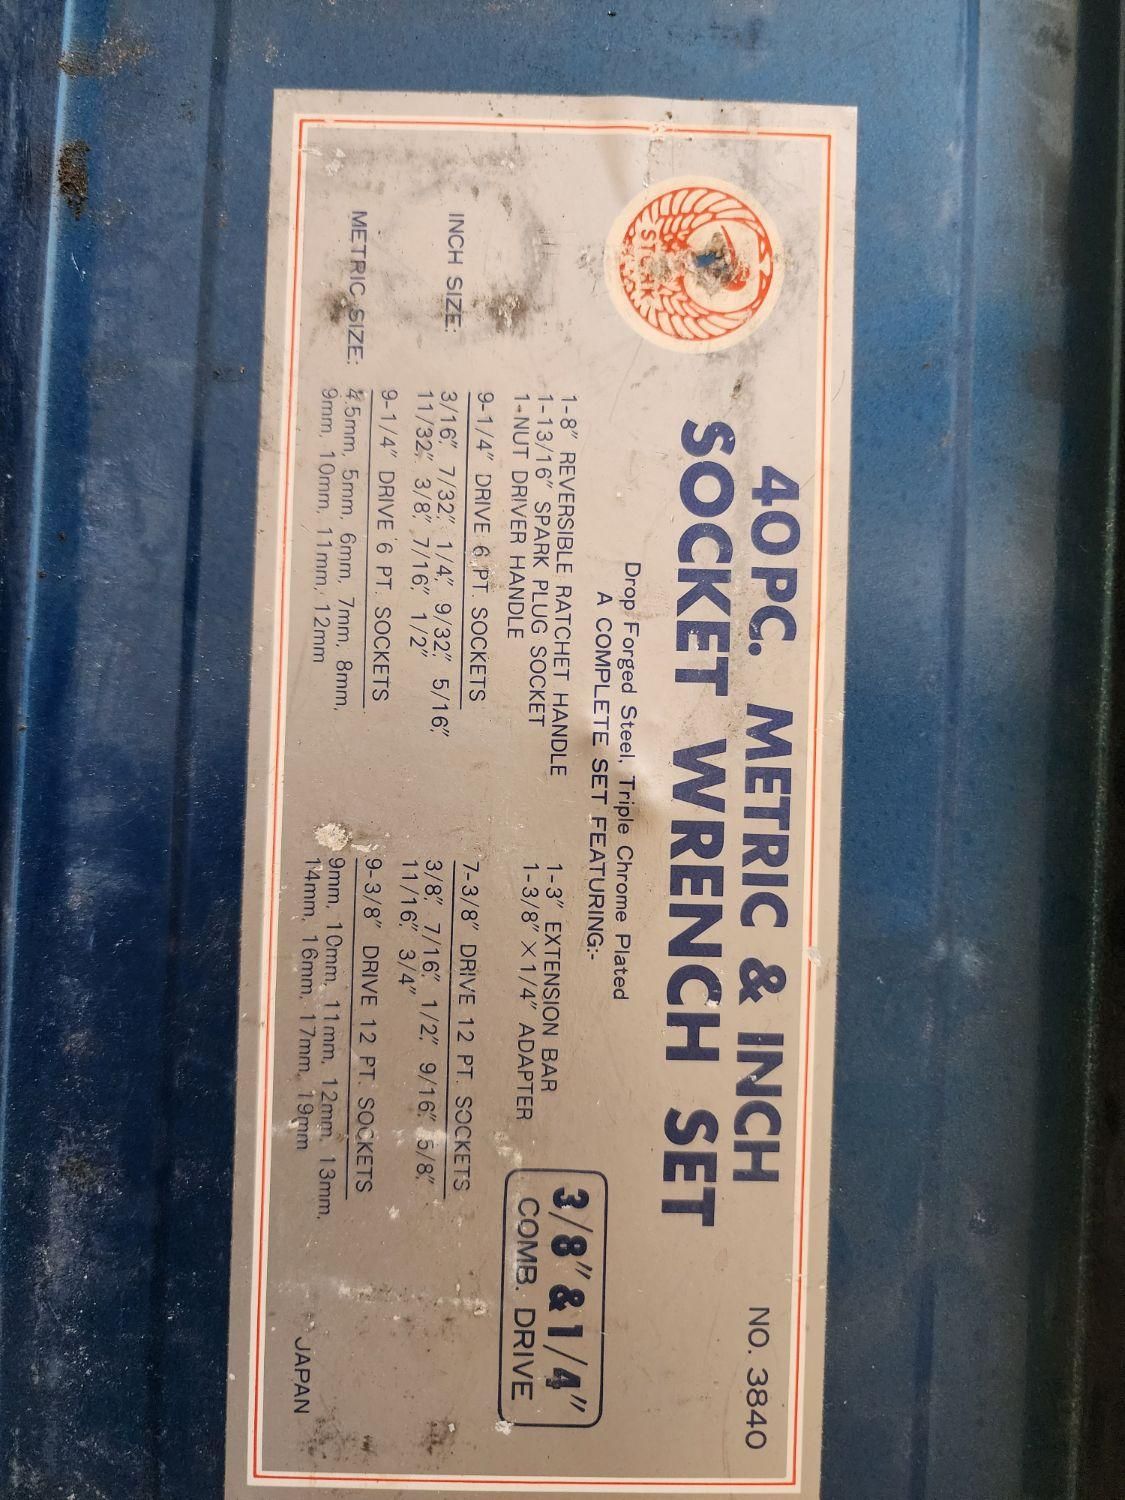 NO. 3840
40 PC. METRIC & INCH
SOCKET WRENCH SET
STORK
Drop Forged Steel, Triple Chrome Plated
A COMPLETE SET FEATURING:-
1-8" REVERSIBLE RATCHET HANDLE
1-13/16" SPARK PLUG SOCKET
1-NUT DRIVER HANDLE
1-3" EXTENSION BAR
1-3/8" × 1/4" ADAPTER
3/8" & 1/4"
COMB. DRIVE
INCH SIZE:
9-1/4" DRIVE 6 PT. SOCKETS
3/16", 7/32", 1/4", 9/32", 5/16",
11/32", 3/8", 7/16", 1/2"
7-3/8" DRIVE 12 PT. SOCKETS
3/8", 7/16", 1/2", 9/16", 5/8",
11/16", 3/4"
METRIC SIZE:
9-1/4" DRIVE 6 PT. SOCKETS
4.5mm, 5mm, 6mm, 7mm, 8mm,
9mm, 10mm, 11mm, 12mm
9-3/8" DRIVE 12 PT. SOCKETS
9mm, 10mm, 11mm, 12mm, 13mm,
14mm, 16mm, 17mm, 19mm
JAPAN